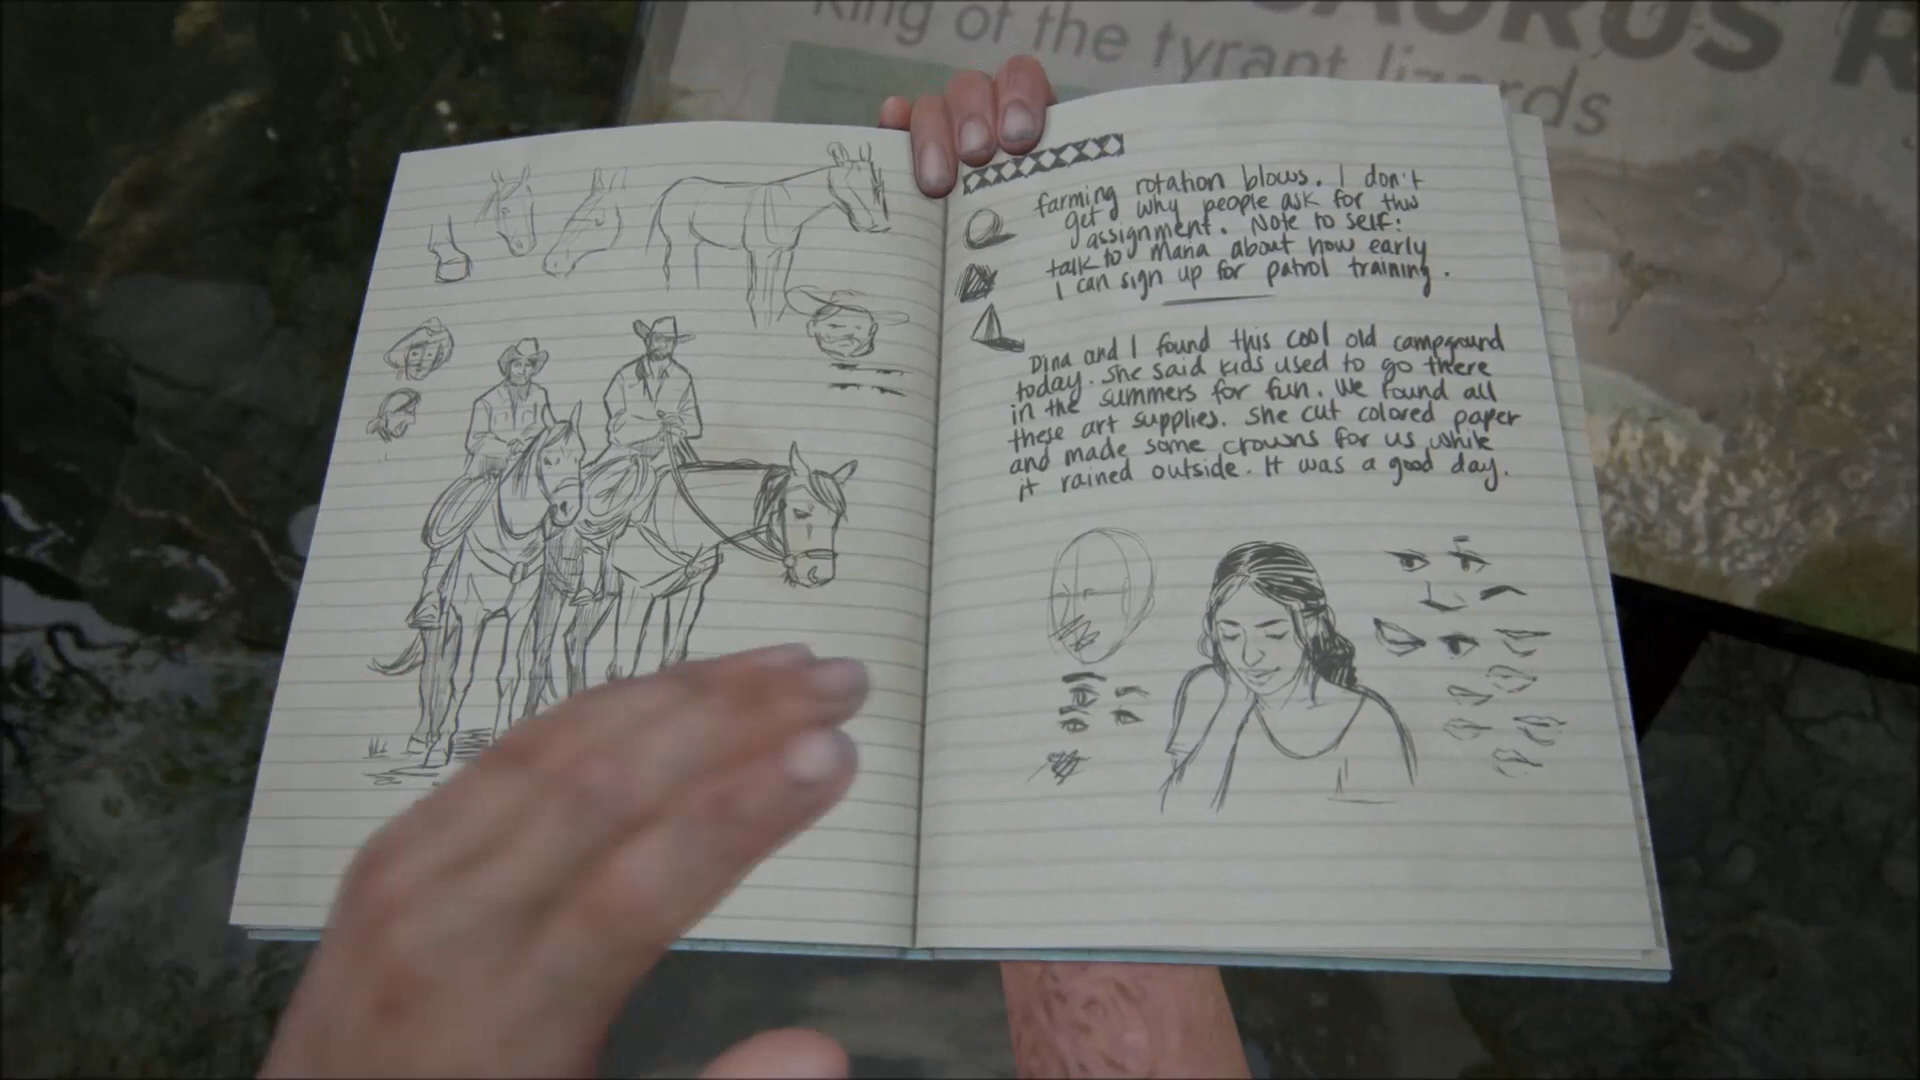 SAURUS R
King of the tyrant lizards
farming rotation blows. I don't
get why people ask for this
assignment. Note to self:
talk to Maria about how early
I can sign up for patrol training.
Dina and I found this cool old campground
today. She said kids used to go there
in the summers for fun. We found all
these art supplies. She cut colored paper
and made some crowns for us while
it rained outside. It was a good day.